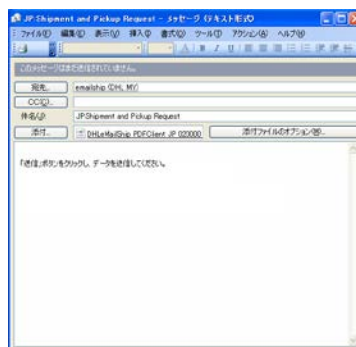 JP Shipment and Pickup Request - メッセージ (テキスト形式)
ファイル(F) 編集(E) 表示(V) 挿入(I) 書式(O) ツール(T) アクション(A) ヘルプ(H)
A B I U
このメッセージはまだ送信されていません。
宛先... emailship (DHL, MY)
CC(C)...
件名(J): JP Shipment and Pickup Request
添付... DHLeMailShip PDFClient JP 020000 添付ファイルのオプション(M)...
「送信」ボタンをクリックし、データを送信してください。